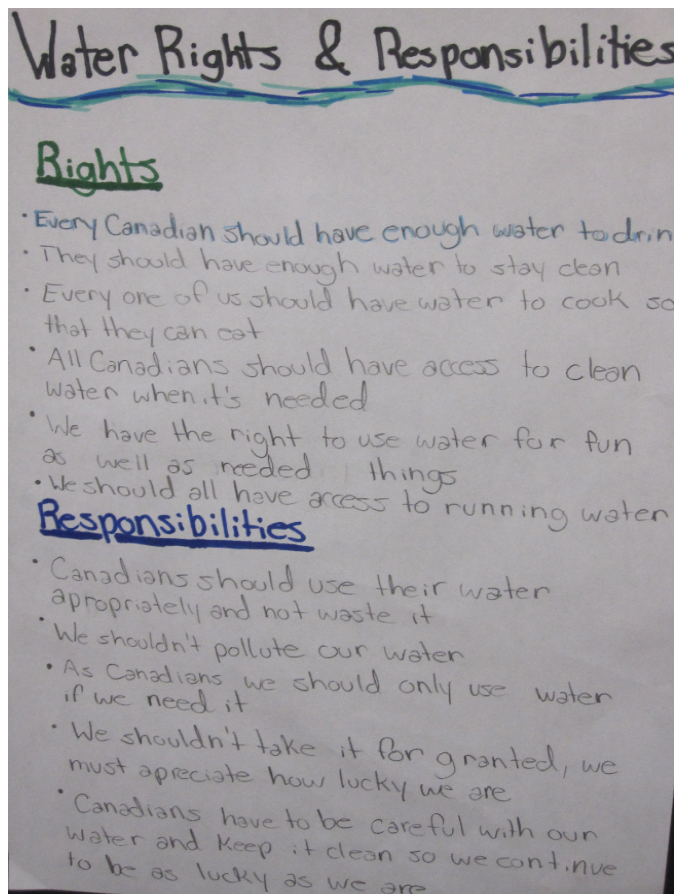 Water Rights & Responsibilities
Rights
· Every Canadian should have enough water to drin
· They should have enough water to stay clean
· Every one of us should have water to cook so
that they can eat
· All Canadians should have access to clean
water when it's needed
· We have the right to use water for fun
as well as needed things
· We should all have access to running water
Responsibilities
· Canadians should use their water
apropriately and not waste it
· We shouldn't pollute our water
· As Canadians we should only use water
if we need it
· We shouldn't take it for granted, we
must apreciate how lucky we are
· Canadians have to be careful with our
water and keep it clean so we continue
to be as lucky as we are